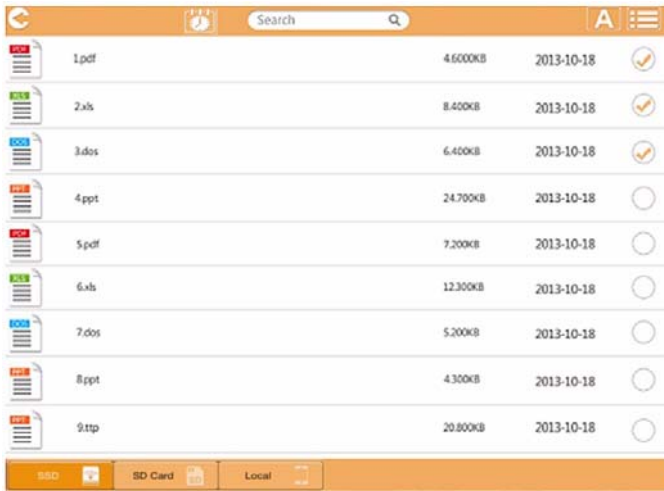 Search A
PDF 1.pdf 4.6000KB 2013-10-18
XLS 2.xls 8.400KB 2013-10-18
DOS 3.dos 6.400KB 2013-10-18
PPT 4.ppt 24.700KB 2013-10-18
PDF 5.pdf 7.200KB 2013-10-18
XLS 6.xls 12.300KB 2013-10-18
DOS 7.dos 5.200KB 2013-10-18
PPT 8.ppt 4.300KB 2013-10-18
PPT 9.ttp 20.800KB 2013-10-18
SSD SD Card Local